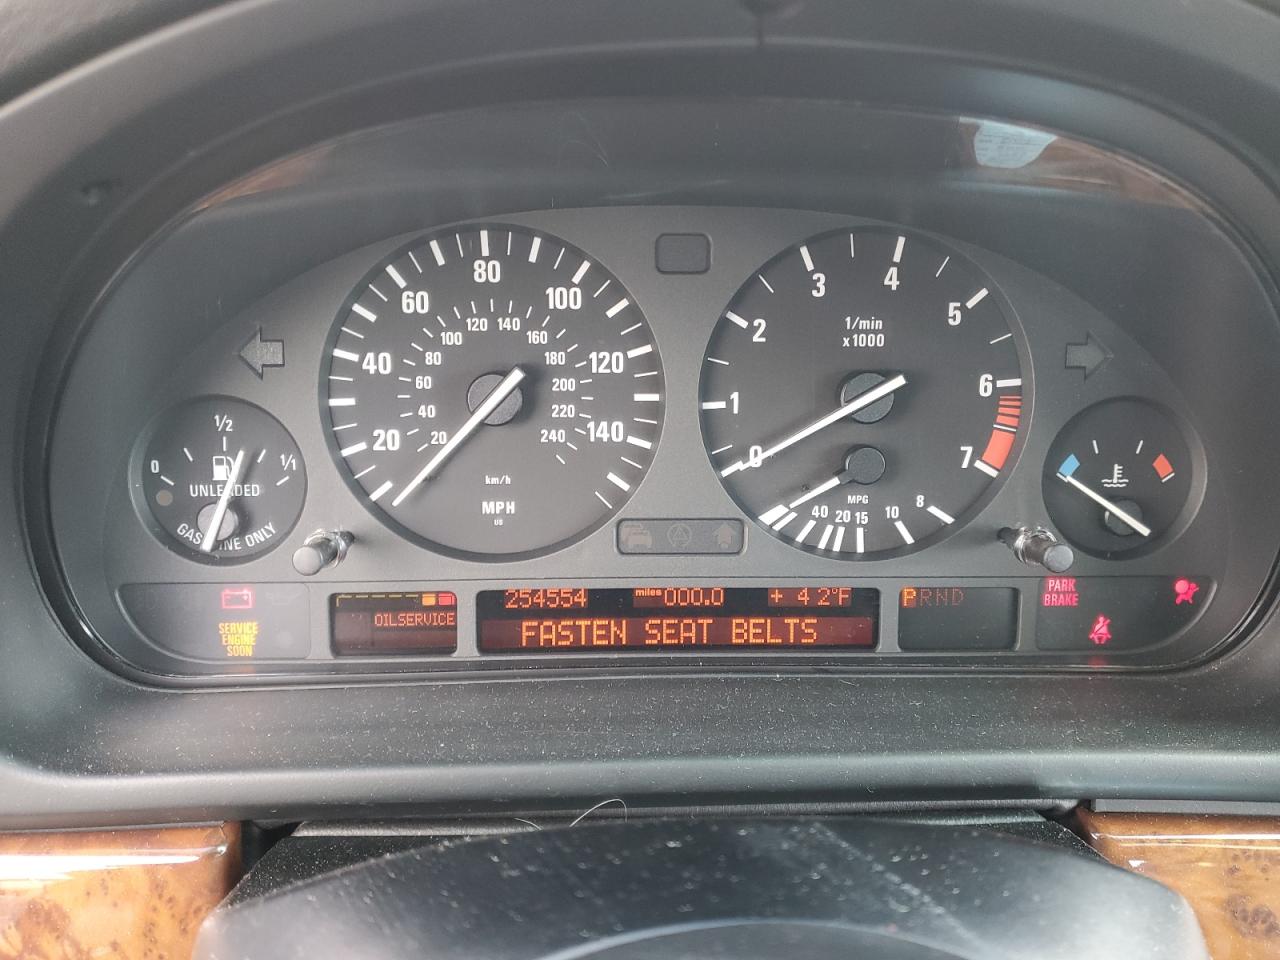 0
1/2
1/1
UNLEADED
GASOLINE ONLY
20
40
60
80
100
120
140
20
40
60
80
100
120
140
160
180
200
220
240
km/h
MPH
US
0
1
2
3
4
5
6
7
1/min
x1000
MPG
40
20
15
10
8
SERVICE
ENGINE
SOON
OILSERVICE
254554 miles 000.0 + 42°F
FASTEN SEAT BELTS
PRND
PARK
BRAKE